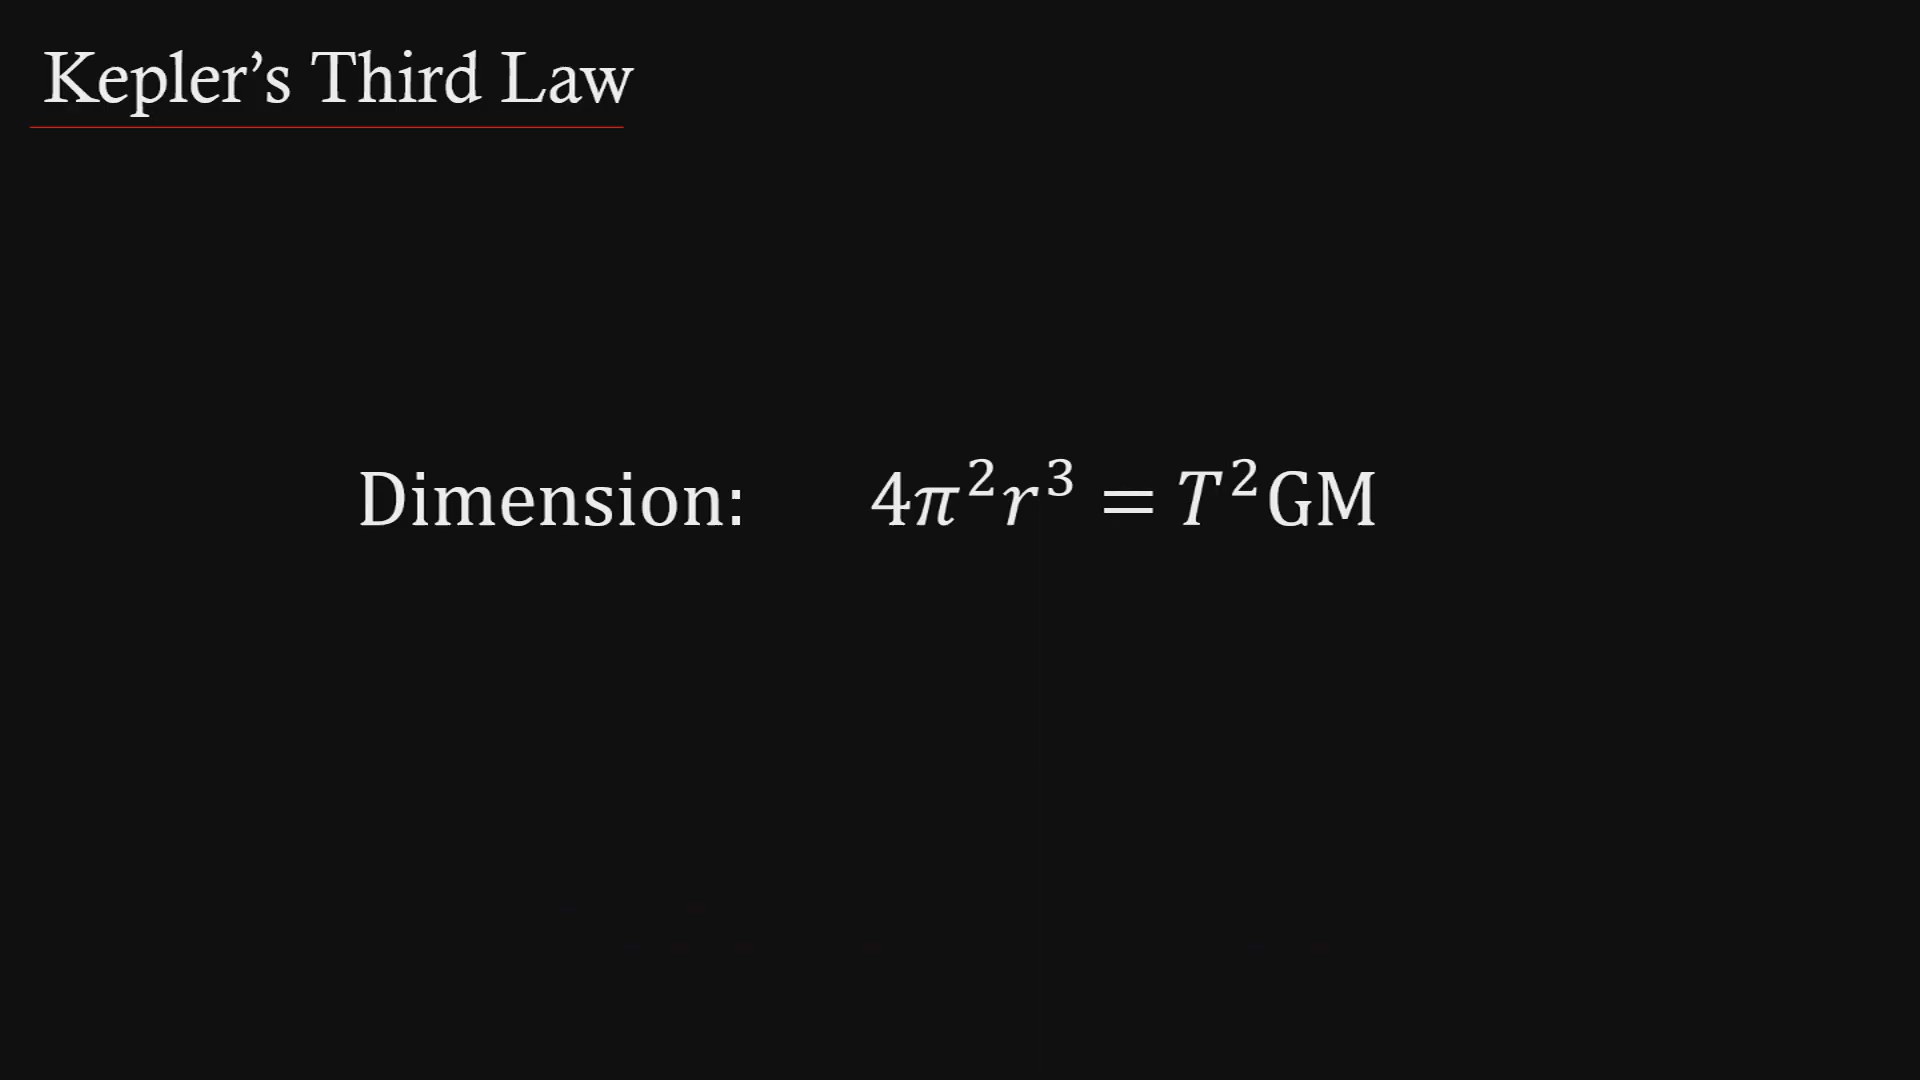 Kepler’s Third Law
Dimension: 4π²r³ = T²GM